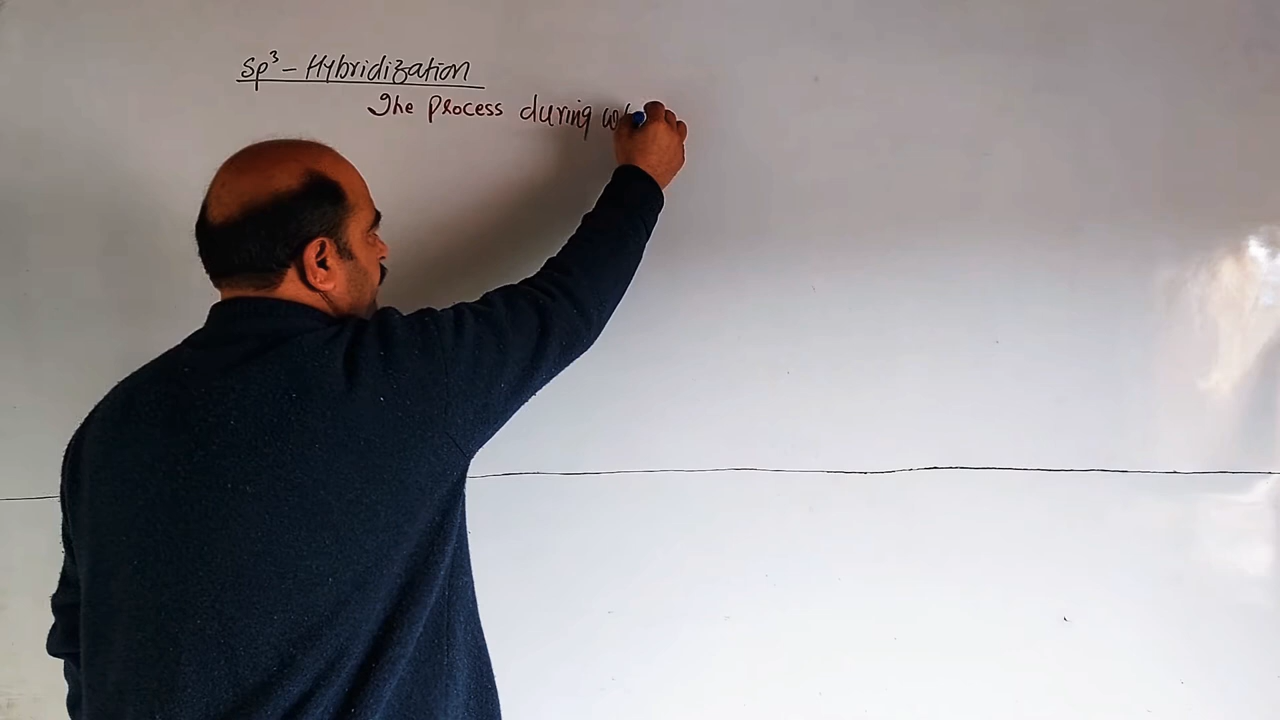 Sp³ - Hybridization
The Process during